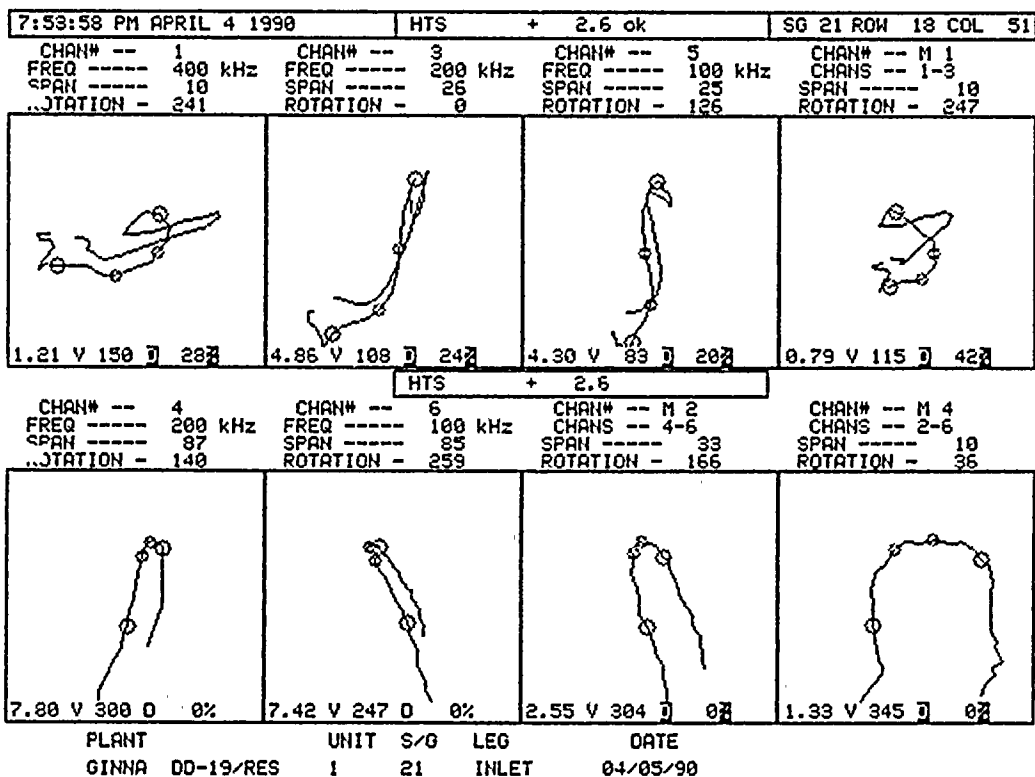 7:53:58 PM APRIL 4 1990 HTS + 2.6 ok SG 21 ROW 18 COL 51
CHAN# -- 1 CHAN# -- 3 CHAN# -- 5 CHAN# -- M 1
FREQ ----- 400 kHz FREQ ----- 200 kHz FREQ ----- 100 kHz CHANS -- 1-3
SPAN ----- 10 SPAN ----- 26 SPAN ----- 25 SPAN ----- 10
ROTATION - 241 ROTATION - 0 ROTATION - 126 ROTATION - 247
1.21 V 150 D 28% 4.86 V 108 D 24% 4.30 V 83 D 20% 0.79 V 115 D 42%
HTS + 2.6
CHAN# -- 4 CHAN# -- 6 CHAN# -- M 2 CHAN# -- M 4
FREQ ----- 200 kHz FREQ ----- 100 kHz CHANS -- 4-6 CHANS -- 2-6
SPAN ----- 87 SPAN ----- 85 SPAN ----- 33 SPAN ----- 10
ROTATION - 140 ROTATION - 259 ROTATION - 166 ROTATION - 36
7.80 V 300 D 0% 7.42 V 247 D 0% 2.55 V 304 D 0% 1.33 V 345 D 0%
PLANT UNIT S/G LEG DATE
GINNA DD-19/RES 1 21 INLET 04/05/90